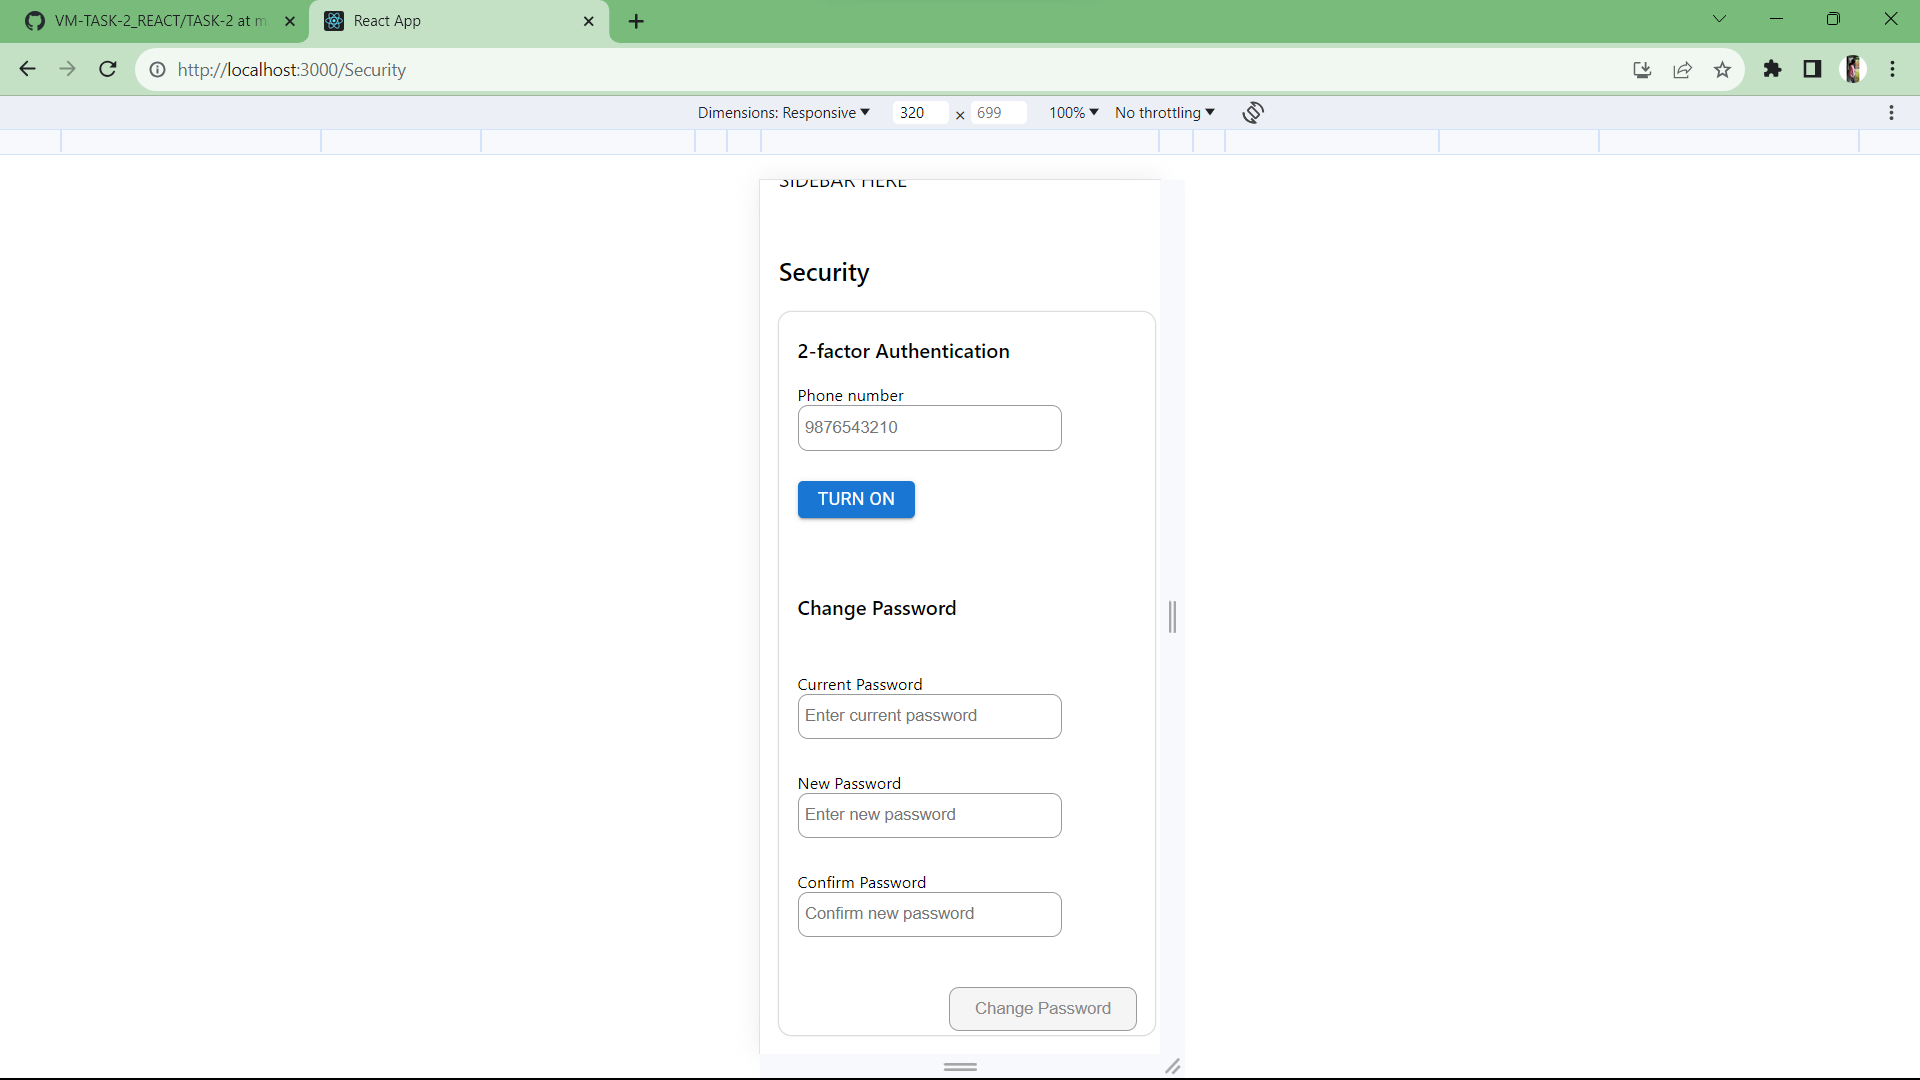 VM-TASK-2_REACT/TASK-2 at m
React App
http://localhost:3000/Security
Dimensions: Responsive 320 × 699 100% No throttling
SIDEBAR HERE
Security
2-factor Authentication
Phone number
9876543210
TURN ON
Change Password
Current Password
Enter current password
New Password
Enter new password
Confirm Password
Confirm new password
Change Password